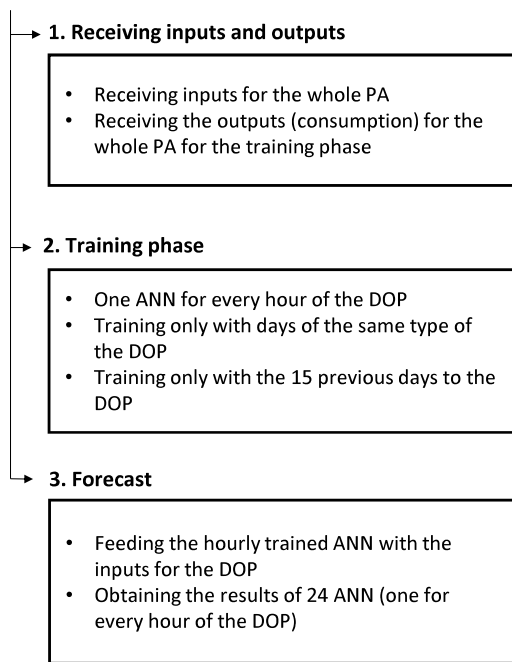 1. Receiving inputs and outputs
• Receiving inputs for the whole PA
• Receiving the outputs (consumption) for the
whole PA for the training phase
2. Training phase
• One ANN for every hour of the DOP
• Training only with days of the same type of
the DOP
• Training only with the 15 previous days to the
DOP
3. Forecast
• Feeding the hourly trained ANN with the
inputs for the DOP
• Obtaining the results of 24 ANN (one for
every hour of the DOP)